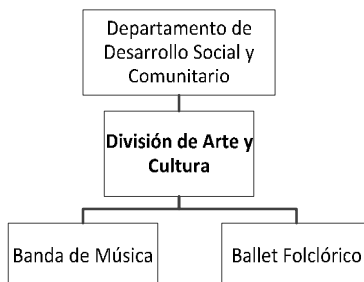 Departamento de
Desarrollo Social y
Comunitario
División de Arte y
Cultura
Banda de Música
Ballet Folclórico